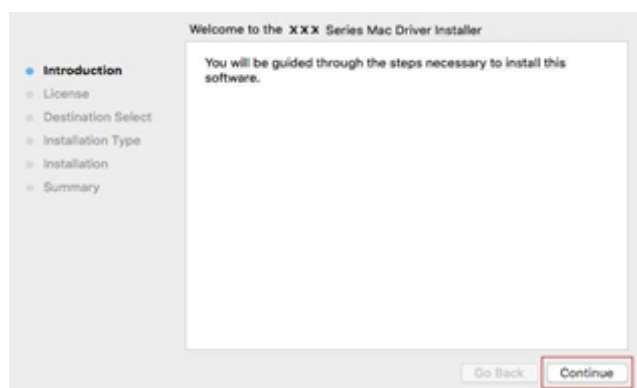 Welcome to the XXX Series Mac Driver Installer
Introduction
License
Destination Select
Installation Type
Installation
Summary
You will be guided through the steps necessary to install this
software.
Go Back
Continue